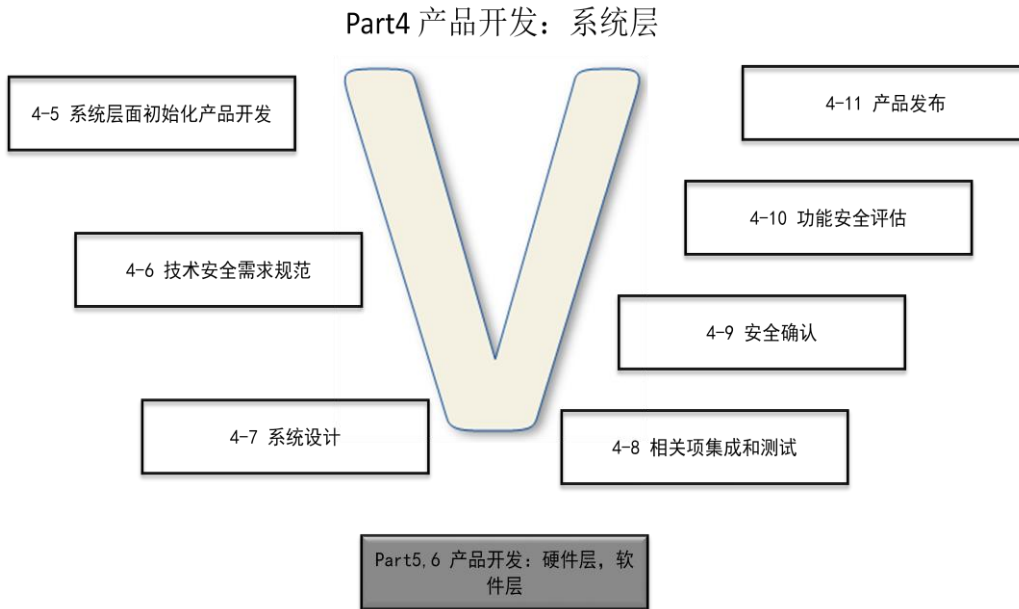 Part4 产品开发：系统层
4-5 系统层面初始化产品开发
4-11 产品发布
4-10 功能安全评估
4-6 技术安全需求规范
4-9 安全确认
4-7 系统设计
4-8 相关项集成和测试
Part5,6 产品开发：硬件层，软
件层